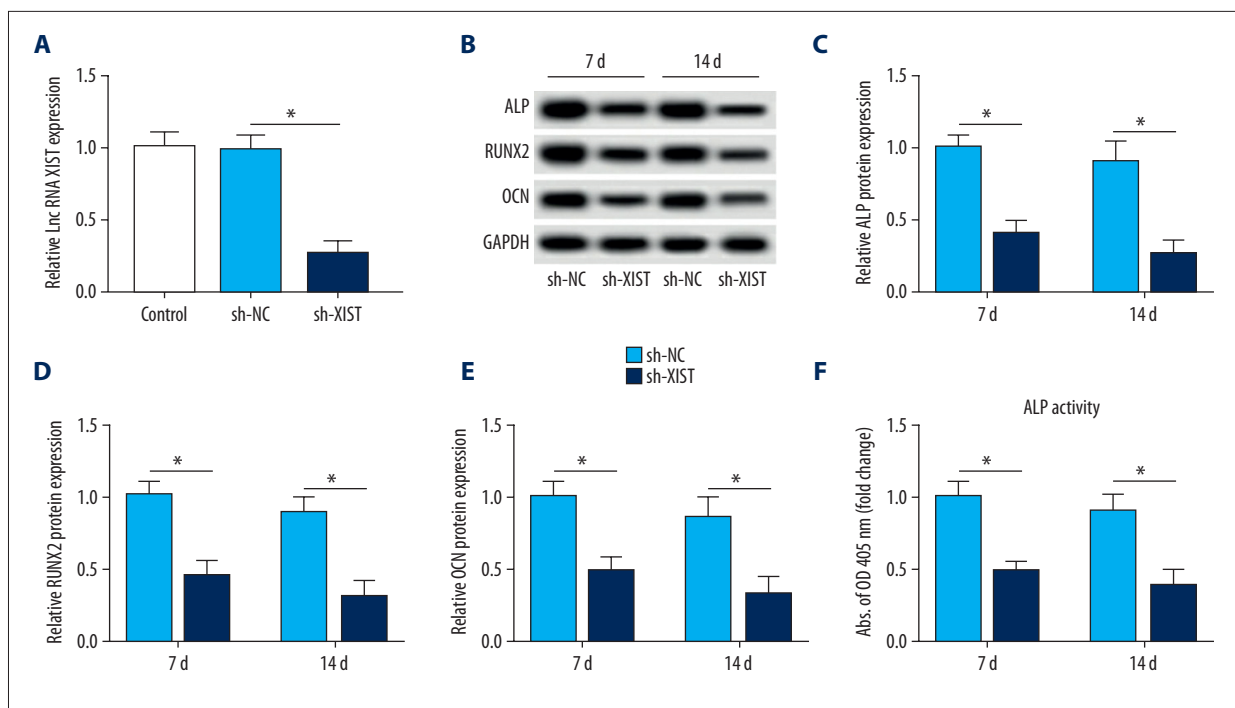 A
Relative Lnc RNA XIST expression
1.5
1.0
0.5
0.0
*
Control sh-NC sh-XIST
B
7 d 14 d
ALP
RUNX2
OCN
GAPDH
sh-NC sh-XIST sh-NC sh-XIST
C
Relative ALP protein expression
1.5
1.0
0.5
0.0
* *
7 d 14 d
sh-NC
sh-XIST
D
Relative RUNX2 protein expression
1.5
1.0
0.5
0.0
* *
7 d 14 d
E
Relative OCN protein expression
1.5
1.0
0.5
0.0
* *
7 d 14 d
F
ALP activity
Abs. of OD 405 nm (fold change)
1.5
1.0
0.5
0.0
* *
7 d 14 d